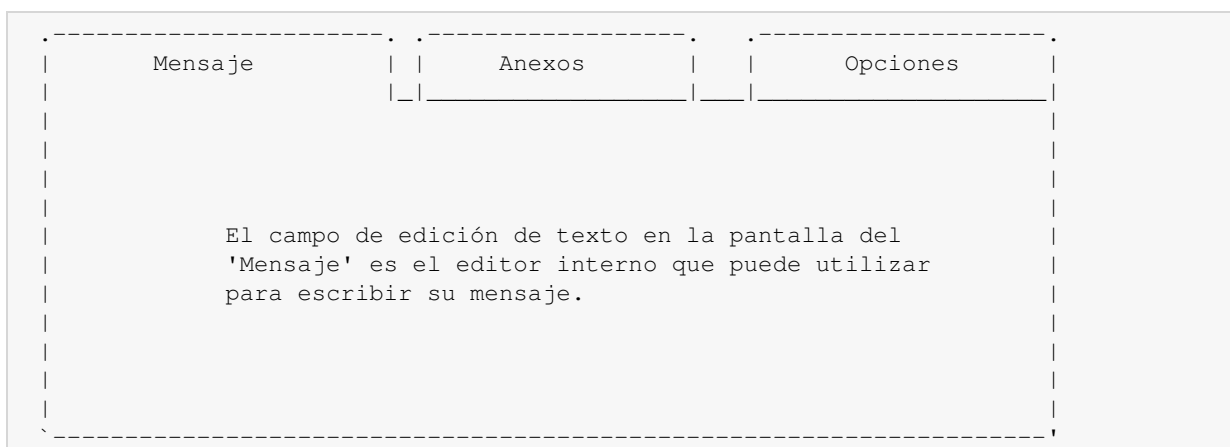 Mensaje Anexos Opciones
El campo de edición de texto en la pantalla del
'Mensaje' es el editor interno que puede utilizar
para escribir su mensaje.